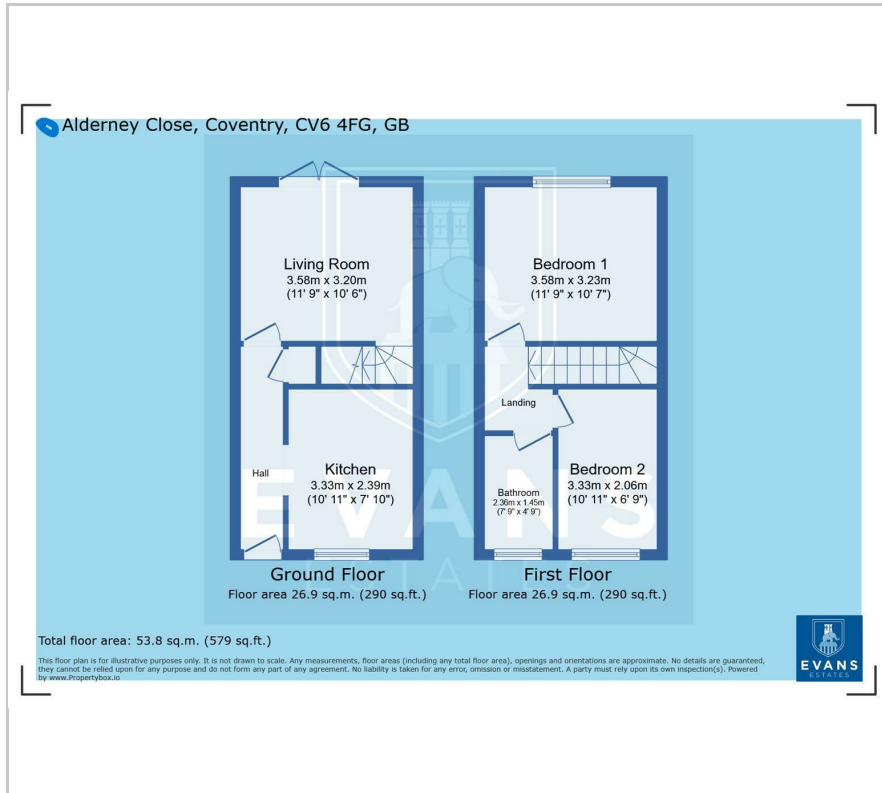 Alderney Close, Coventry, CV6 4FG, GB
Living Room
3.58m x 3.20m
(11' 9" x 10' 6")
Hall
Kitchen
3.33m x 2.39m
(10' 11" x 7' 10")
Ground Floor
Floor area 26.9 sq.m. (290 sq.ft.)
Bedroom 1
3.58m x 3.23m
(11' 9" x 10' 7")
Landing
Bathroom
2.36m x 1.45m
(7' 9" x 4' 9")
Bedroom 2
3.33m x 2.06m
(10' 11" x 6' 9")
First Floor
Floor area 26.9 sq.m. (290 sq.ft.)
EVANS
ESTATES
Total floor area: 53.8 sq.m. (579 sq.ft.)
This floor plan is for illustrative purposes only. It is not drawn to scale. Any measurements, floor areas (including any total floor area), openings and orientations are approximate. No details are guaranteed,
they cannot be relied upon for any purpose and do not form any part of any agreement. No liability is taken for any error, omission or misstatement. A party must rely upon its own inspection(s). Powered
by www.Propertybox.io
EVANS
ESTATES